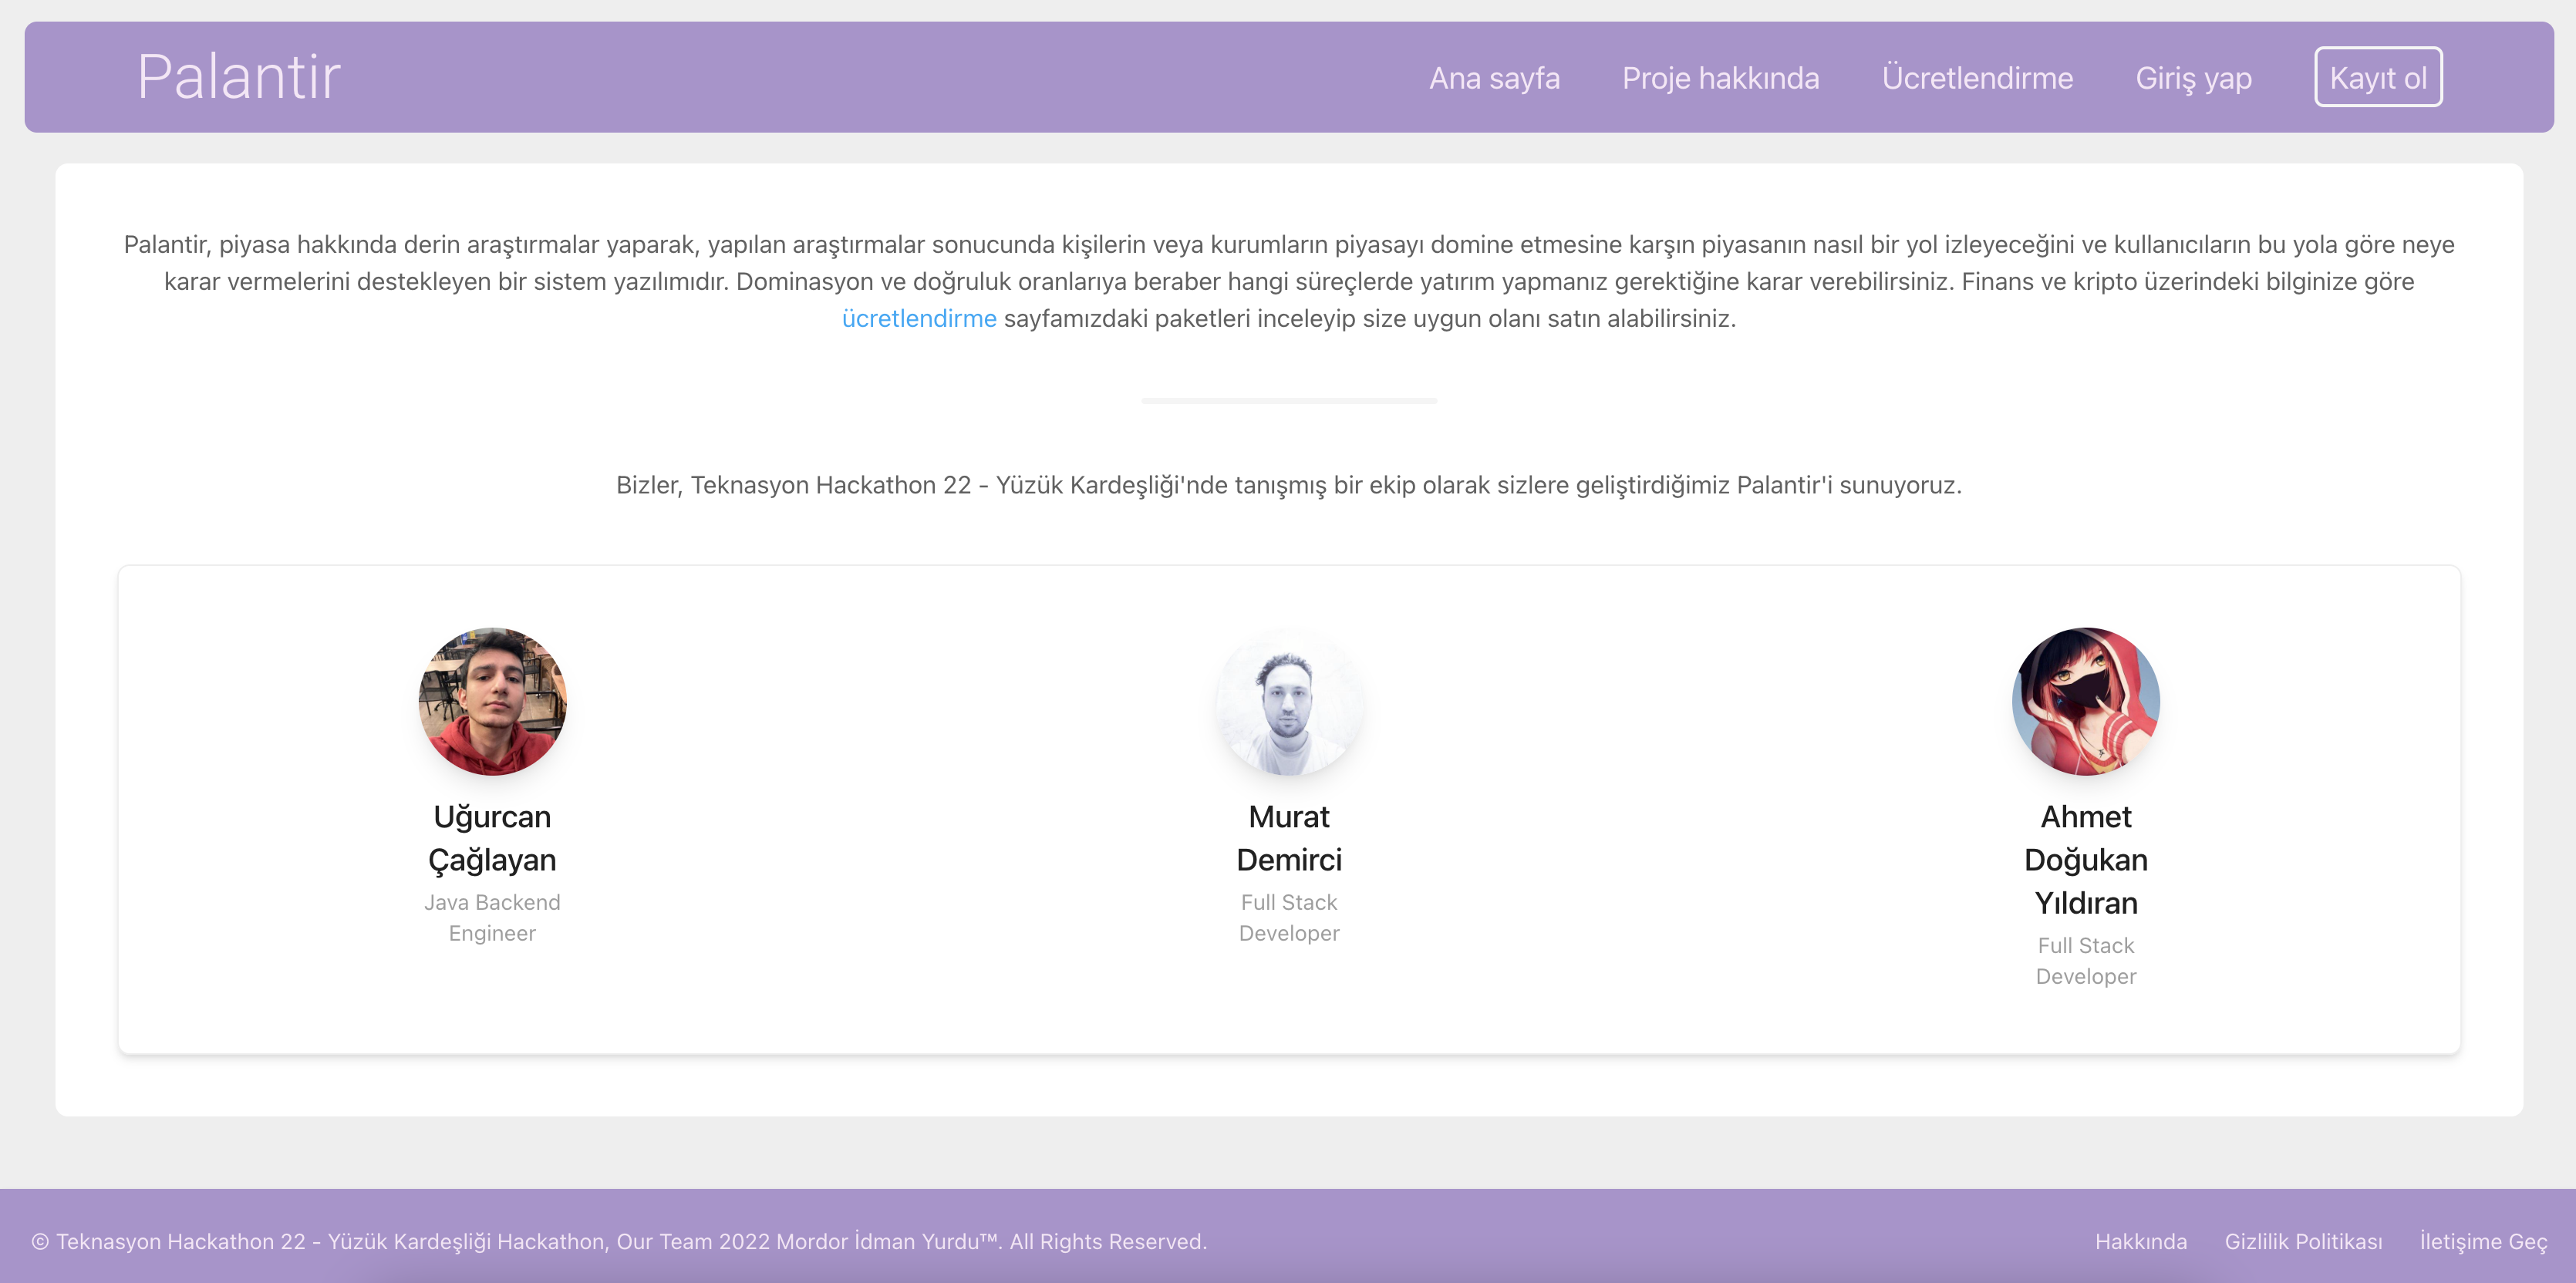 Palantir
Ana sayfa
Proje hakkında
Ücretlendirme
Giriş yap
Kayıt ol
Palantir, piyasa hakkında derin araştırmalar yaparak, yapılan araştırmalar sonucunda kişilerin veya kurumların piyasayı domine etmesine karşın piyasanın nasıl bir yol izleyeceğini ve kullanıcıların bu yola göre neye
karar vermelerini destekleyen bir sistem yazılımıdır. Dominasyon ve doğruluk oranlarıya beraber hangi süreçlerde yatırım yapmanız gerektiğine karar verebilirsiniz. Finans ve kripto üzerindeki bilginize göre
ücretlendirme sayfamızdaki paketleri inceleyip size uygun olanı satın alabilirsiniz.
Bizler, Teknasyon Hackathon 22 - Yüzük Kardeşliği'nde tanışmış bir ekip olarak sizlere geliştirdiğimiz Palantir'i sunuyoruz.
Uğurcan
Çağlayan
Java Backend
Engineer
Murat
Demirci
Full Stack
Developer
Ahmet
Doğukan
Yıldıran
Full Stack
Developer
© Teknasyon Hackathon 22 - Yüzük Kardeşliği Hackathon, Our Team 2022 Mordor İdman Yurdu™. All Rights Reserved.
Hakkında
Gizlilik Politikası
İletişime Geç